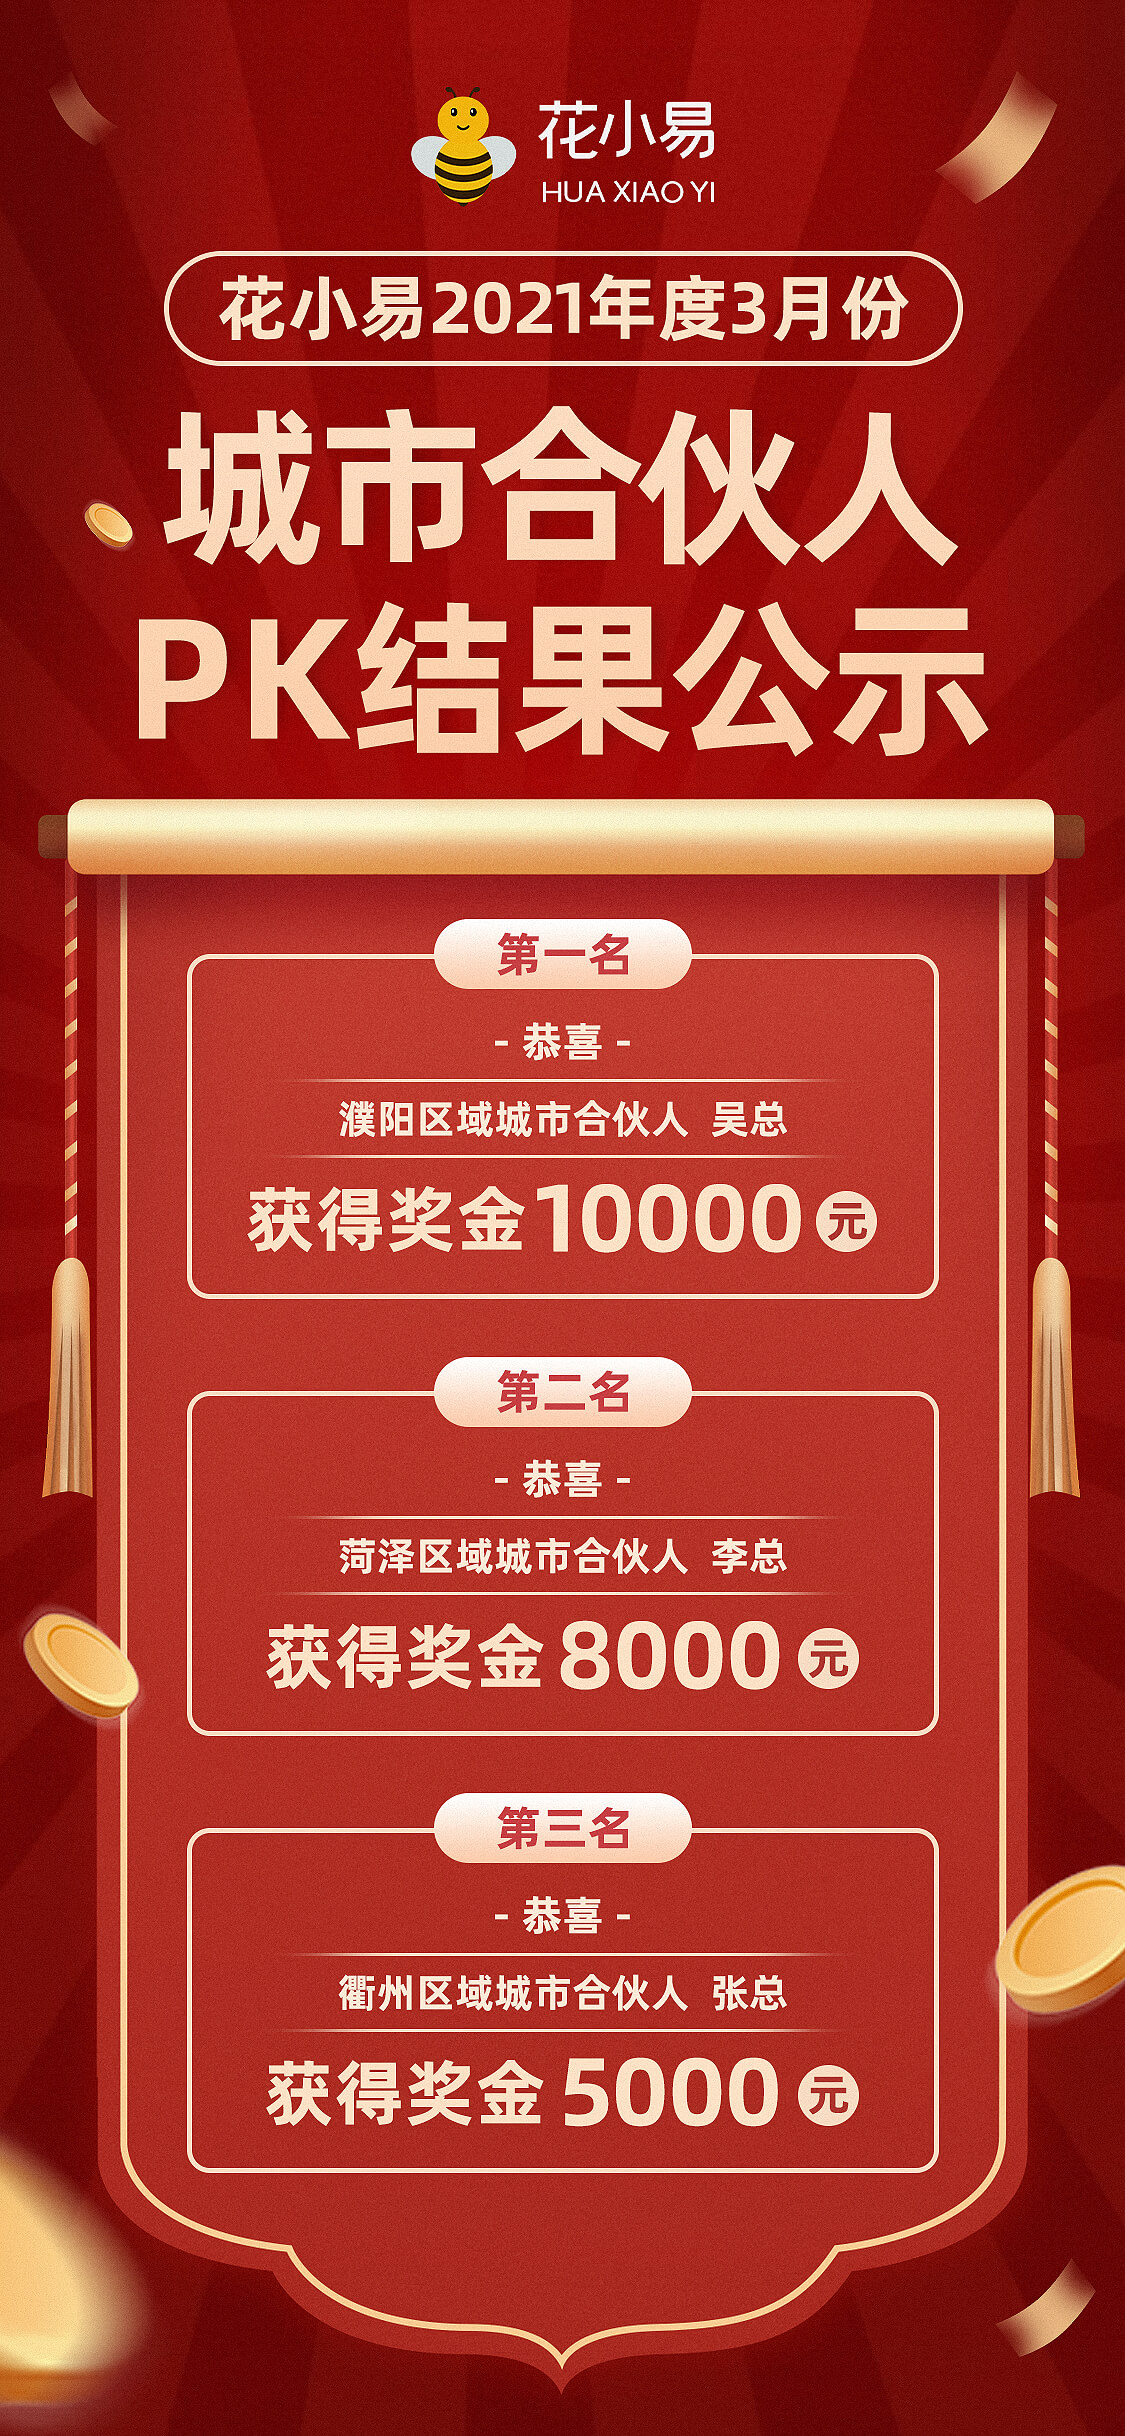 花小易
HUA XIAO YI
花小易2021年度3月份
城市合伙人
PK结果公示
第一名
- 恭喜 -
濮阳区域城市合伙人 吴总
获得奖金10000元
第二名
- 恭喜 -
菏泽区域城市合伙人 李总
获得奖金8000元
第三名
- 恭喜 -
衢州区域城市合伙人 张总
获得奖金5000元